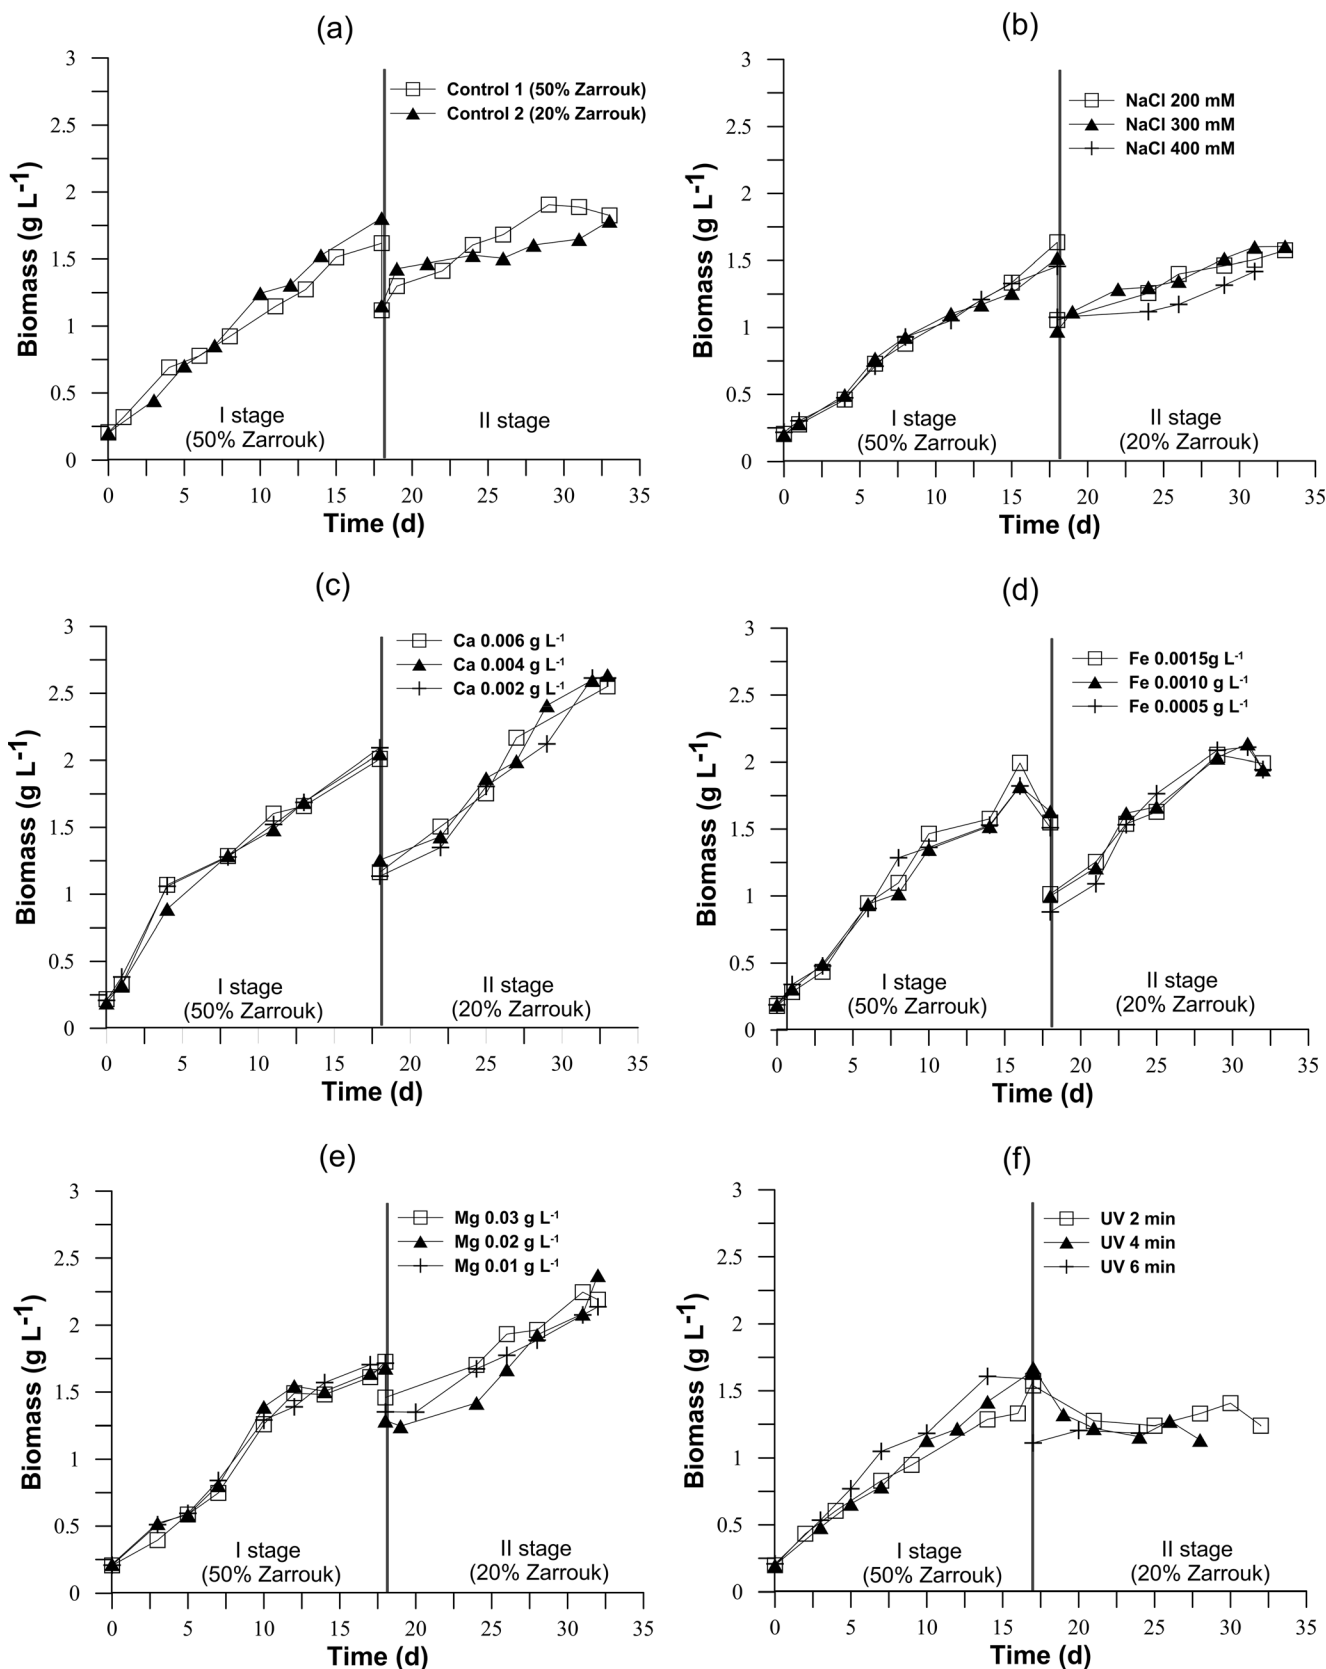 (a)
3
2.5
2
1.5
1
0.5
0
Biomass (g L-1)
Control 1 (50% Zarrouk)
Control 2 (20% Zarrouk)
I stage
(50% Zarrouk)
II stage
0 5 10 15 20 25 30 35
Time (d)
(b)
3
2.5
2
1.5
1
0.5
0
Biomass (g L-1)
NaCl 200 mM
NaCl 300 mM
NaCl 400 mM
I stage
(50% Zarrouk)
II stage
(20% Zarrouk)
0 5 10 15 20 25 30 35
Time (d)
(c)
3
2.5
2
1.5
1
0.5
0
Biomass (g L-1)
Ca 0.006 g L-1
Ca 0.004 g L-1
Ca 0.002 g L-1
I stage
(50% Zarrouk)
II stage
(20% Zarrouk)
0 5 10 15 20 25 30 35
Time (d)
(d)
3
2.5
2
1.5
1
0.5
0
Biomass (g L-1)
Fe 0.0015g L-1
Fe 0.0010 g L-1
Fe 0.0005 g L-1
I stage
(50% Zarrouk)
II stage
(20% Zarrouk)
0 5 10 15 20 25 30 35
Time (d)
(e)
3
2.5
2
1.5
1
0.5
0
Biomass (g L-1)
Mg 0.03 g L-1
Mg 0.02 g L-1
Mg 0.01 g L-1
I stage
(50% Zarrouk)
II stage
(20% Zarrouk)
0 5 10 15 20 25 30 35
Time (d)
(f)
3
2.5
2
1.5
1
0.5
0
Biomass (g L-1)
UV 2 min
UV 4 min
UV 6 min
I stage
(50% Zarrouk)
II stage
(20% Zarrouk)
0 5 10 15 20 25 30 35
Time (d)